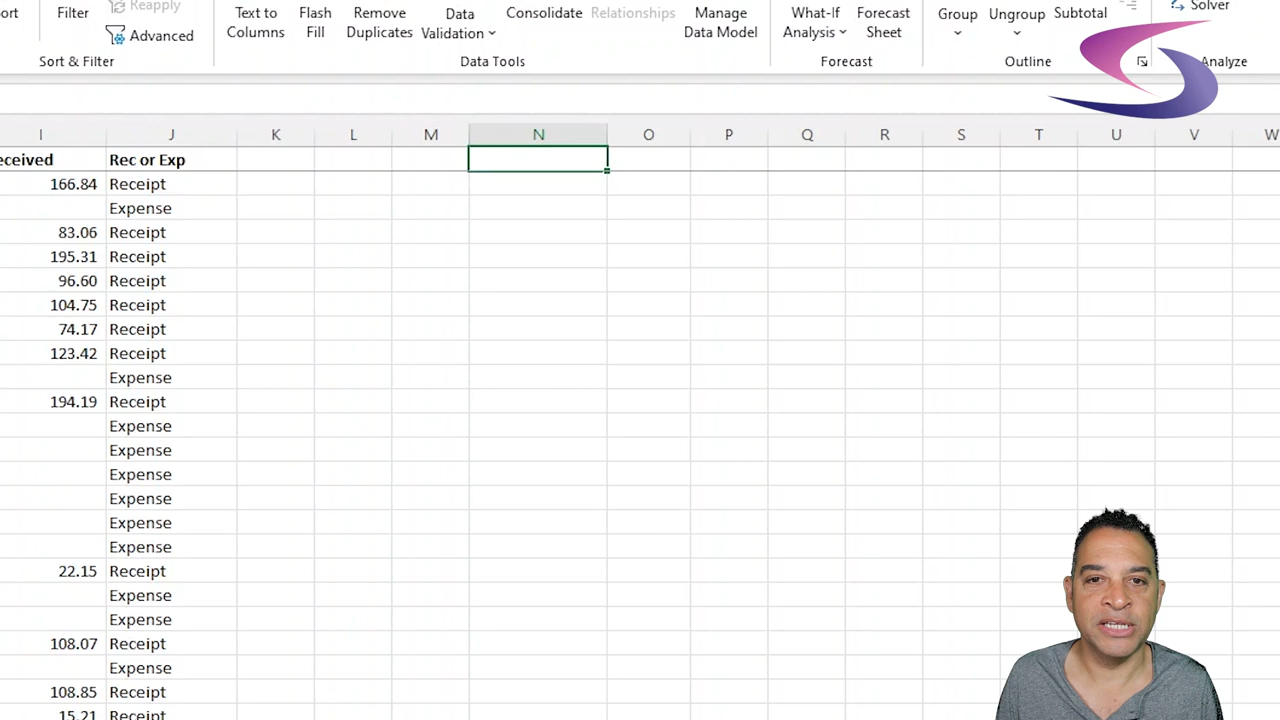 ort
Filter
Reapply
Advanced
Sort & Filter
Text to
Columns
Flash
Fill
Remove
Duplicates
Data
Validation
Consolidate
Relationships
Manage
Data Model
Data Tools
What-If
Analysis
Forecast
Sheet
Forecast
Group
Ungroup
Subtotal
Outline
Solver
Analyze
I J K L M N O P Q R S T U V W
eceived Rec or Exp
166.84 Receipt
Expense
83.06 Receipt
195.31 Receipt
96.60 Receipt
104.75 Receipt
74.17 Receipt
123.42 Receipt
Expense
194.19 Receipt
Expense
Expense
Expense
Expense
Expense
Expense
22.15 Receipt
Expense
Expense
108.07 Receipt
Expense
108.85 Receipt
15.21 Receipt